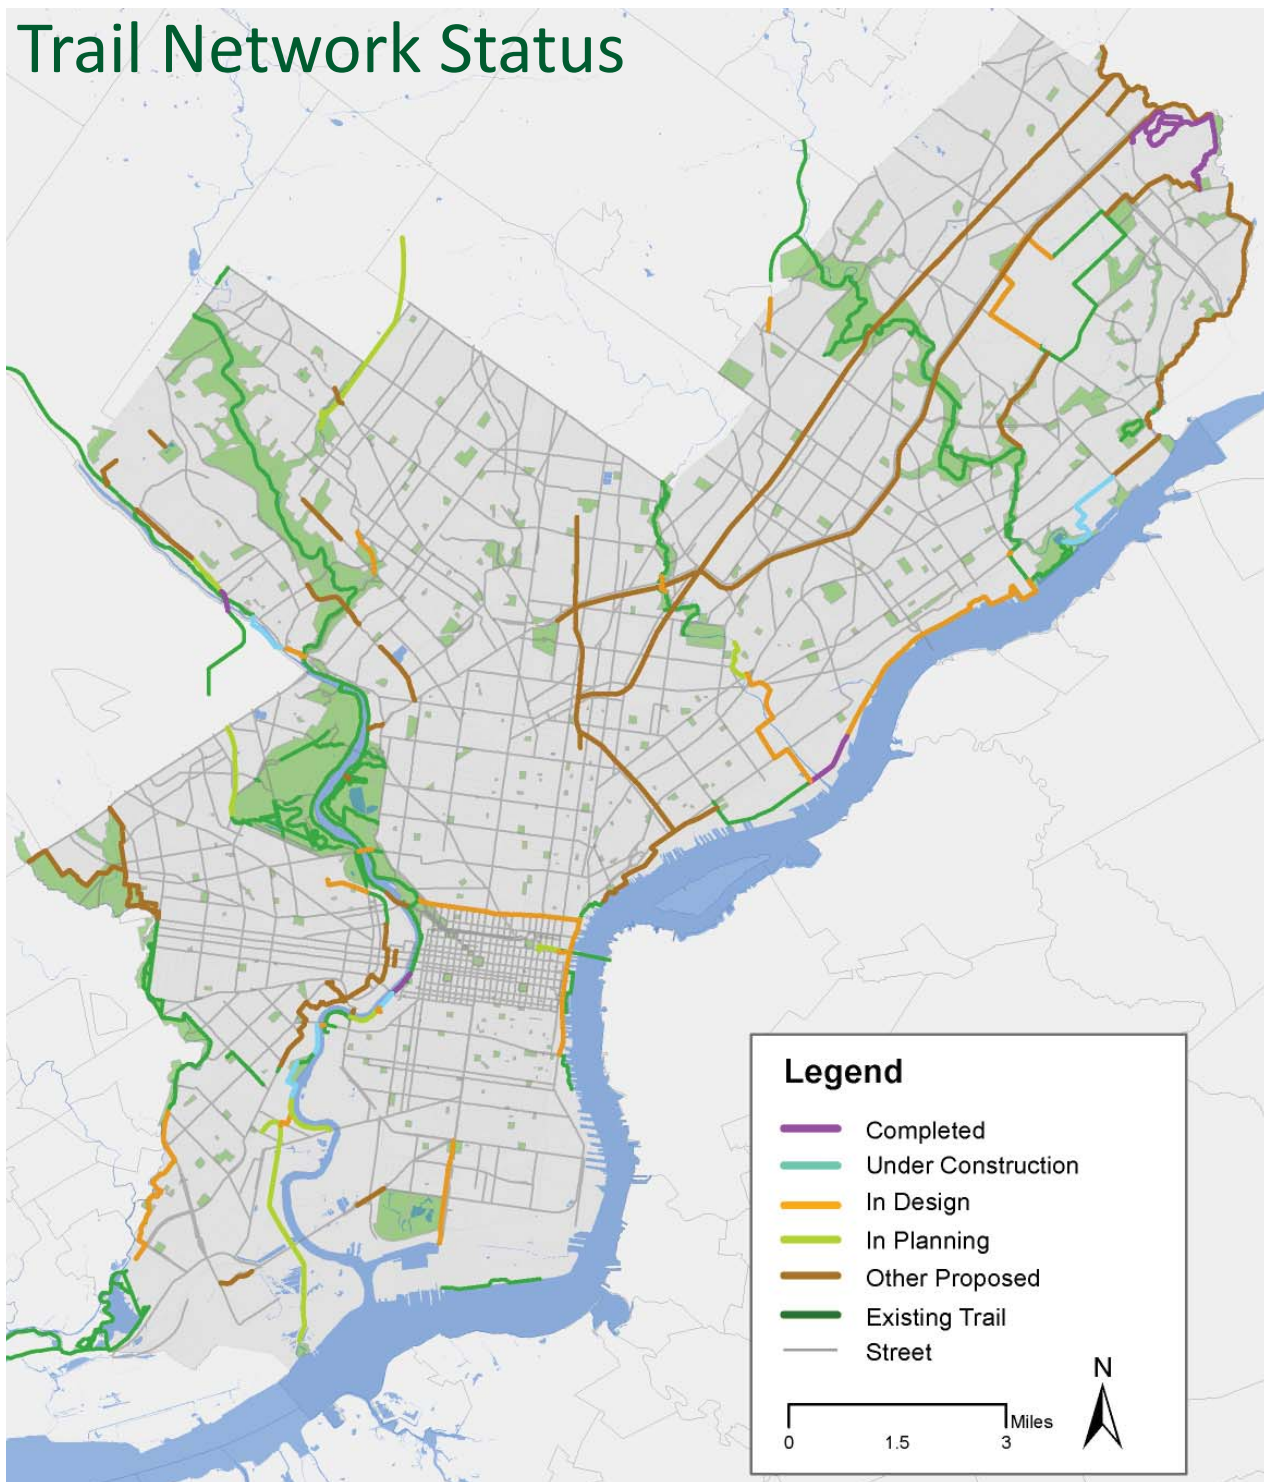 Trail Network Status
Legend
Completed
Under Construction
In Design
In Planning
Other Proposed
Existing Trail
Street
N
Miles
0 1.5 3